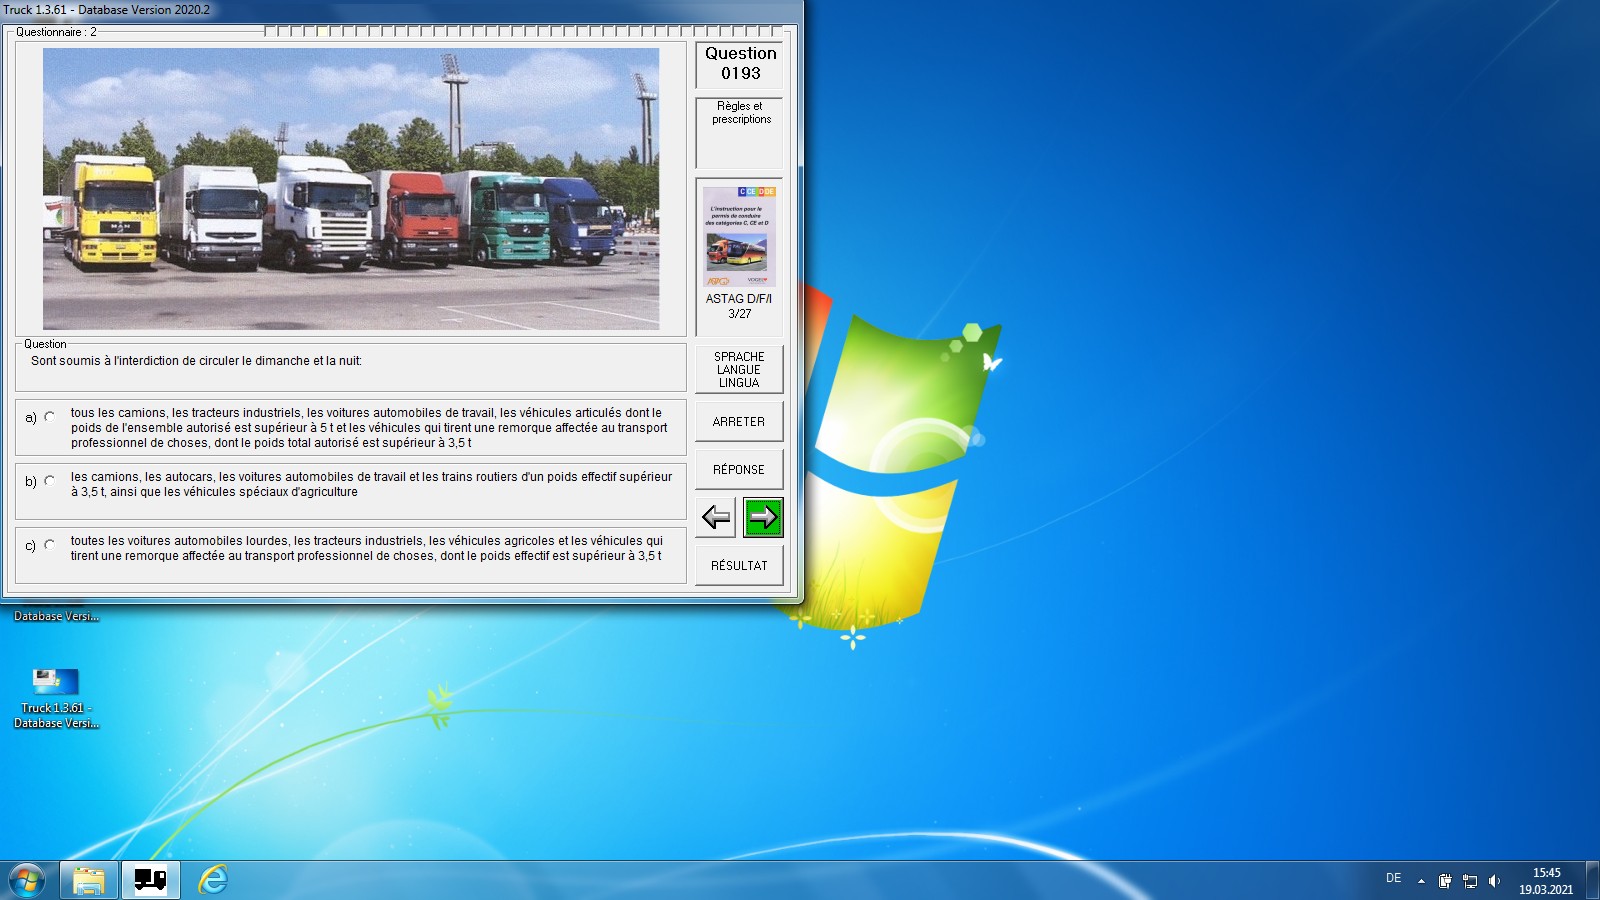 Truck 1.3.61 - Database Version 2020.2
Questionnaire : 2
Question
0193
Règles et
prescriptions
C CE D DE
L'instruction pour le
permis de conduire
des catégories C, CE et D
ASTAG D/F/I
3/27
Question
Sont soumis à l'interdiction de circuler le dimanche et la nuit:
SPRACHE
LANGUE
LINGUA
a)
tous les camions, les tracteurs industriels, les voitures automobiles de travail, les véhicules articulés dont le
poids de l'ensemble autorisé est supérieur à 5 t et les véhicules qui tirent une remorque affectée au transport
professionnel de choses, dont le poids total autorisé est supérieur à 3,5 t
ARRETER
b)
les camions, les autocars, les voitures automobiles de travail et les trains routiers d'un poids effectif supérieur
à 3,5 t, ainsi que les véhicules spéciaux d'agriculture
RÉPONSE
c)
toutes les voitures automobiles lourdes, les tracteurs industriels, les véhicules agricoles et les véhicules qui
tirent une remorque affectée au transport professionnel de choses, dont le poids effectif est supérieur à 3,5 t
RÉSULTAT
Database Versi...
Truck 1.3.61 -
Database Versi...
DE
15:45
19.03.2021